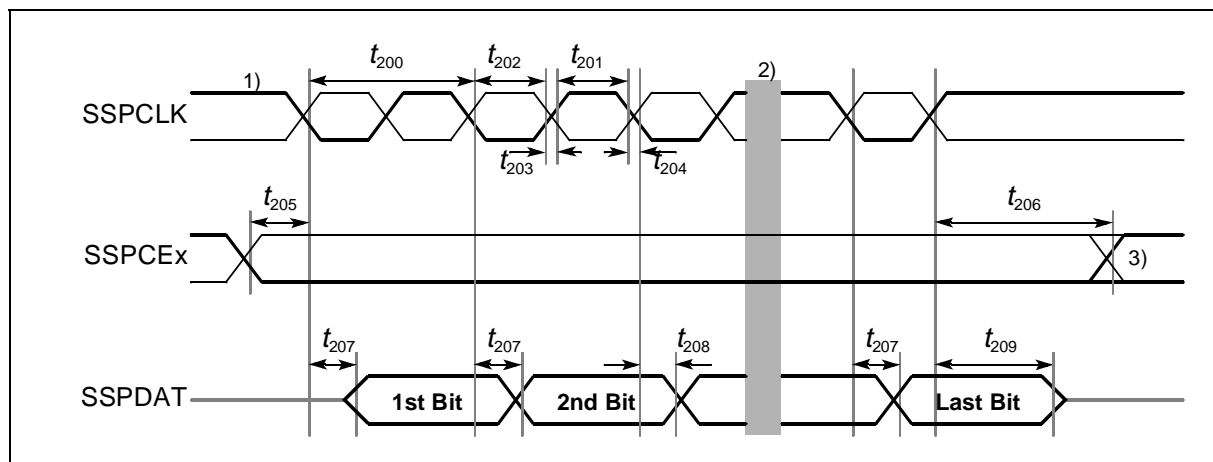 t200 t202 t201
1) 2)
SSPCLK
t203 t204
t205 t206
SSPCEx 3)
t207 t207 t208 t207 t209
SSPDAT 1st Bit 2nd Bit Last Bit